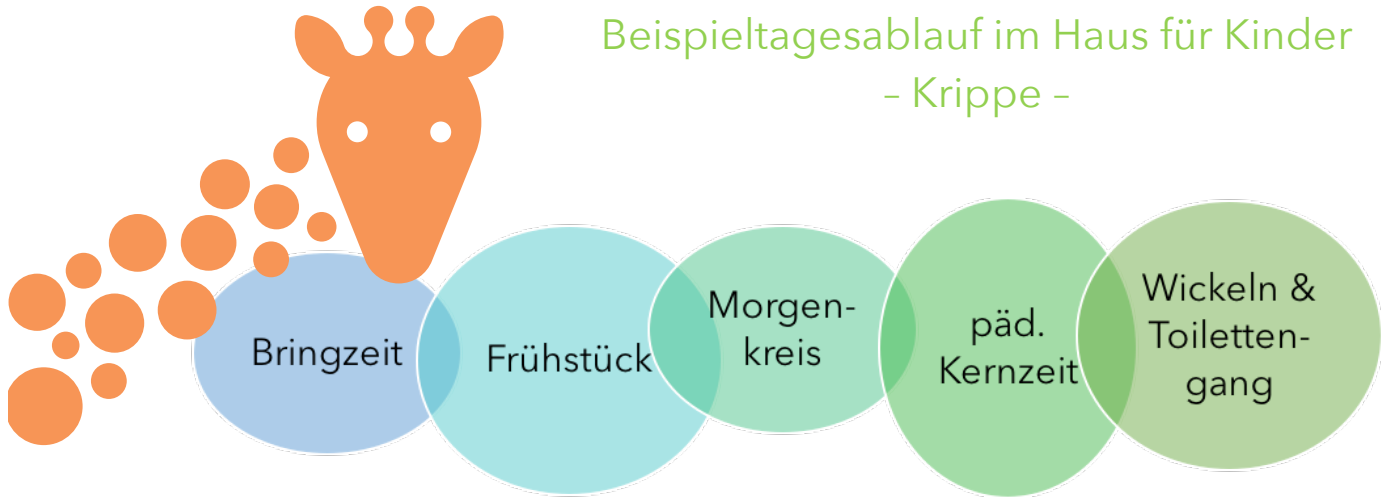 Beispieltagesablauf im Haus für Kinder
– Krippe –
Bringzeit
Frühstück
Morgen-
kreis
päd.
Kernzeit
Wickeln &
Toiletten-
gang